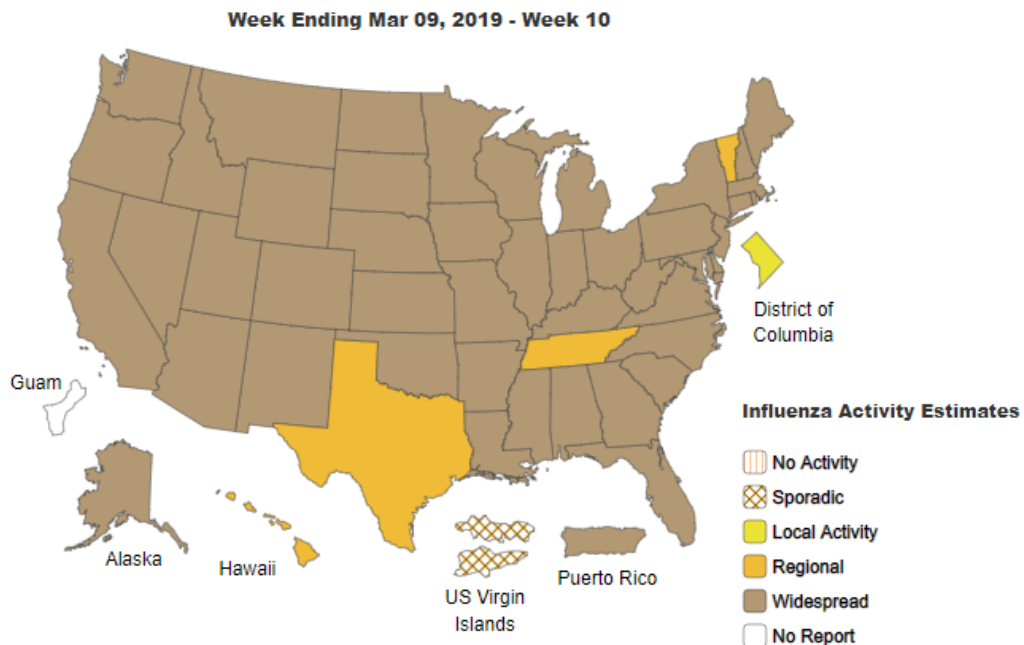 Week Ending Mar 09, 2019 - Week 10
District of
Columbia
Guam
Influenza Activity Estimates
No Activity
Sporadic
Local Activity
Regional
Widespread
No Report
Alaska
Hawaii
US Virgin
Islands
Puerto Rico